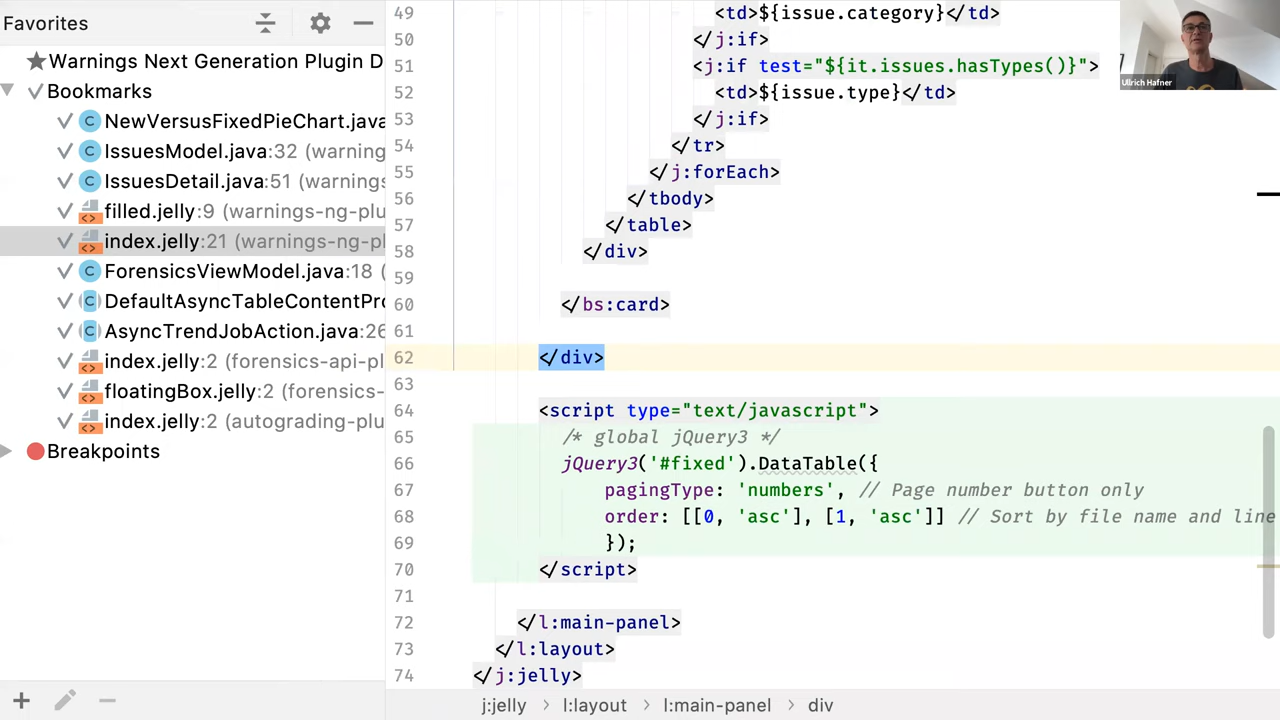 Favorites
Warnings Next Generation Plugin D
Bookmarks
NewVersusFixedPieChart.java
IssuesModel.java:32 (warning
IssuesDetail.java:51 (warnings-
filled.jelly:9 (warnings-ng-plu
index.jelly:21 (warnings-ng-pl
ForensicsViewModel.java:18 (
DefaultAsyncTableContentPro
AsyncTrendJobAction.java:26
index.jelly:2 (forensics-api-pl
floatingBox.jelly:2 (forensics-
index.jelly:2 (autograding-plu
Breakpoints
49 <td>${issue.category}</td>
50 </j:if>
51 <j:if test="${it.issues.hasTypes()}">
52 <td>${issue.type}</td>
53 </j:if>
54 </tr>
55 </j:forEach>
56 </tbody>
57 </table>
58 </div>
59
60 </bs:card>
61
62 </div>
63
64 <script type="text/javascript">
65 /* global jQuery3 */
66 jQuery3('#fixed').DataTable({
67 pagingType: 'numbers', // Page number button only
68 order: [[0, 'asc'], [1, 'asc']] // Sort by file name and line
69 });
70 </script>
71
72 </l:main-panel>
73 </l:layout>
74 </j:jelly>
j:jelly > l:layout > l:main-panel > div
Ullrich Hafner